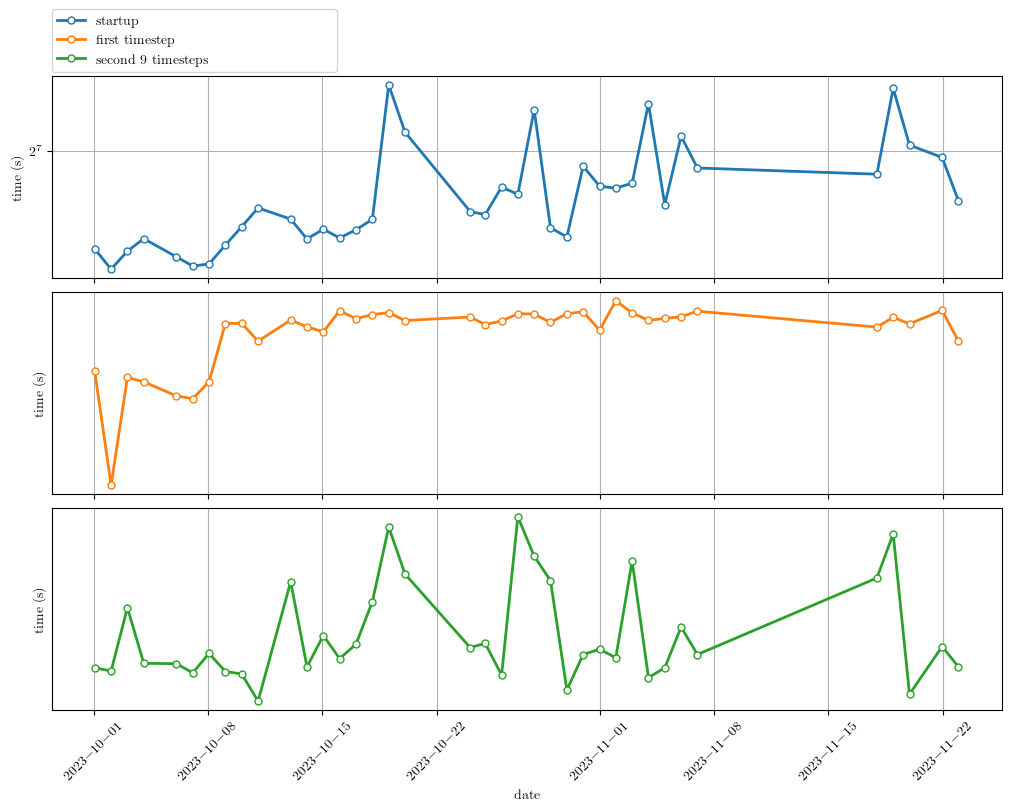 startup
first timestep
second 9 timesteps
2^7
time (s)
time (s)
time (s)
2023−10−01
2023−10−08
2023−10−15
2023−10−22
2023−11−01
2023−11−08
2023−11−15
2023−11−22
date